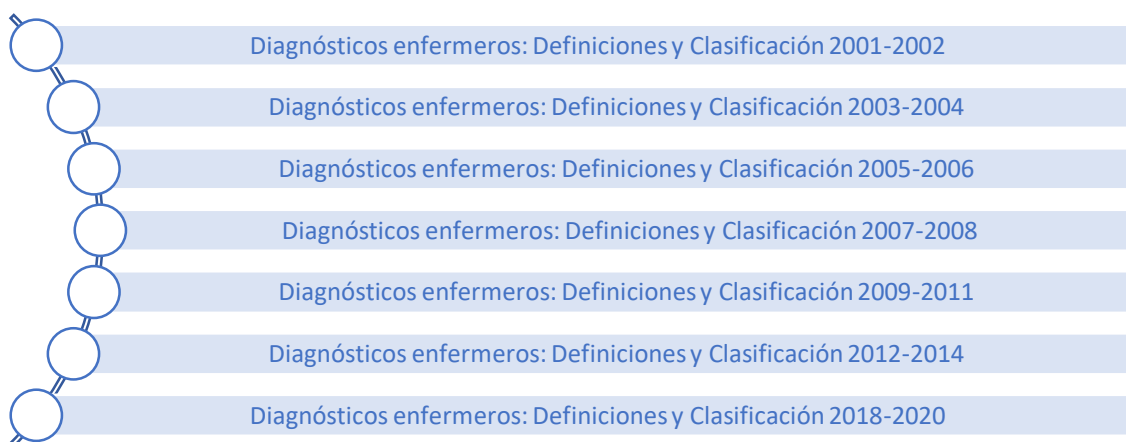 Diagnósticos enfermeros: Definiciones y Clasificación 2001-2002
Diagnósticos enfermeros: Definiciones y Clasificación 2003-2004
Diagnósticos enfermeros: Definiciones y Clasificación 2005-2006
Diagnósticos enfermeros: Definiciones y Clasificación 2007-2008
Diagnósticos enfermeros: Definiciones y Clasificación 2009-2011
Diagnósticos enfermeros: Definiciones y Clasificación 2012-2014
Diagnósticos enfermeros: Definiciones y Clasificación 2018-2020